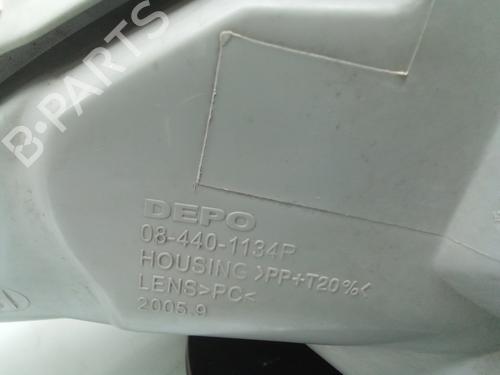 B-PARTS
DEPO
08-440-1134P
HOUSING >PP+T20%<
LENS>PC<
2005.9